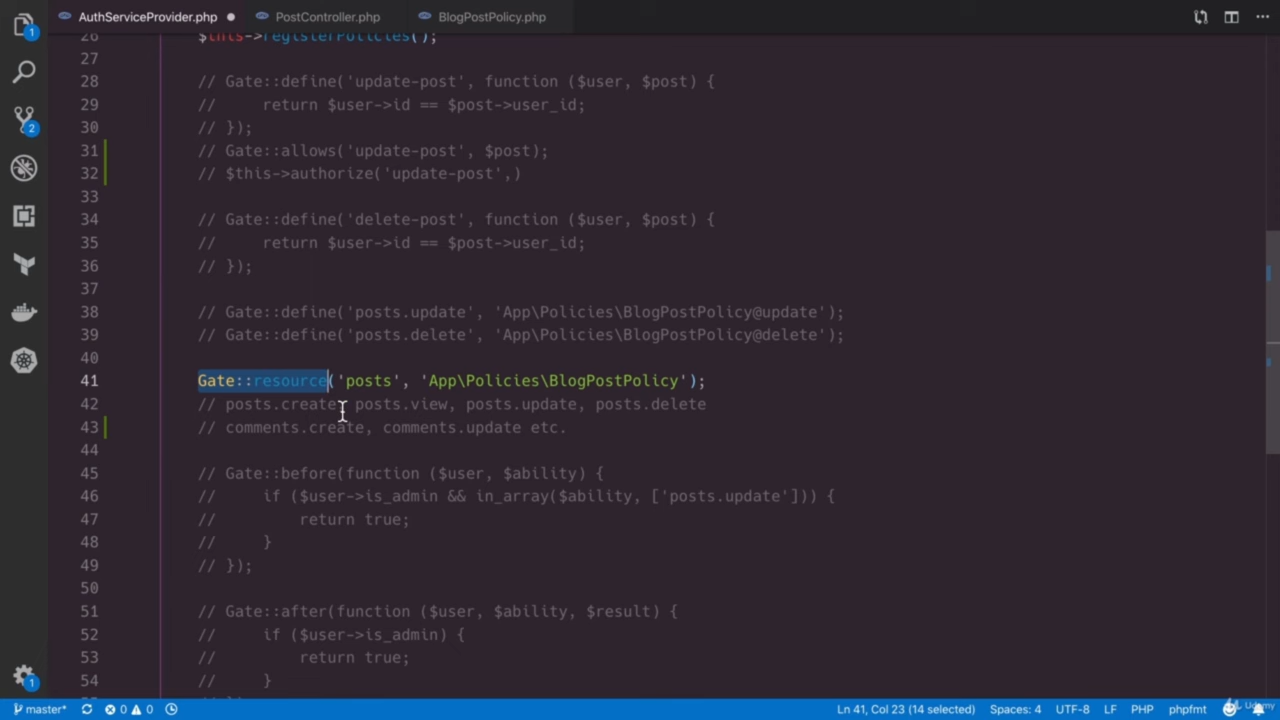 AuthServiceProvider.php PostController.php BlogPostPolicy.php
26 $this->registerPolicies();
27
28 // Gate::define('update-post', function ($user, $post) {
29 //     return $user->id == $post->user_id;
30 // });
31 // Gate::allows('update-post', $post);
32 // $this->authorize('update-post',)
33
34 // Gate::define('delete-post', function ($user, $post) {
35 //     return $user->id == $post->user_id;
36 // });
37
38 // Gate::define('posts.update', 'App\Policies\BlogPostPolicy@update');
39 // Gate::define('posts.delete', 'App\Policies\BlogPostPolicy@delete');
40
41 Gate::resource('posts', 'App\Policies\BlogPostPolicy');
42 // posts.create, posts.view, posts.update, posts.delete
43 // comments.create, comments.update etc.
44
45 // Gate::before(function ($user, $ability) {
46 //     if ($user->is_admin && in_array($ability, ['posts.update'])) {
47 //         return true;
48 //     }
49 // });
50
51 // Gate::after(function ($user, $ability, $result) {
52 //     if ($user->is_admin) {
53 //         return true;
54 //     }
1
2
1
master* 0 0 Ln 41, Col 23 (14 selected) Spaces: 4 UTF-8 LF PHP phpfmt
Udemy